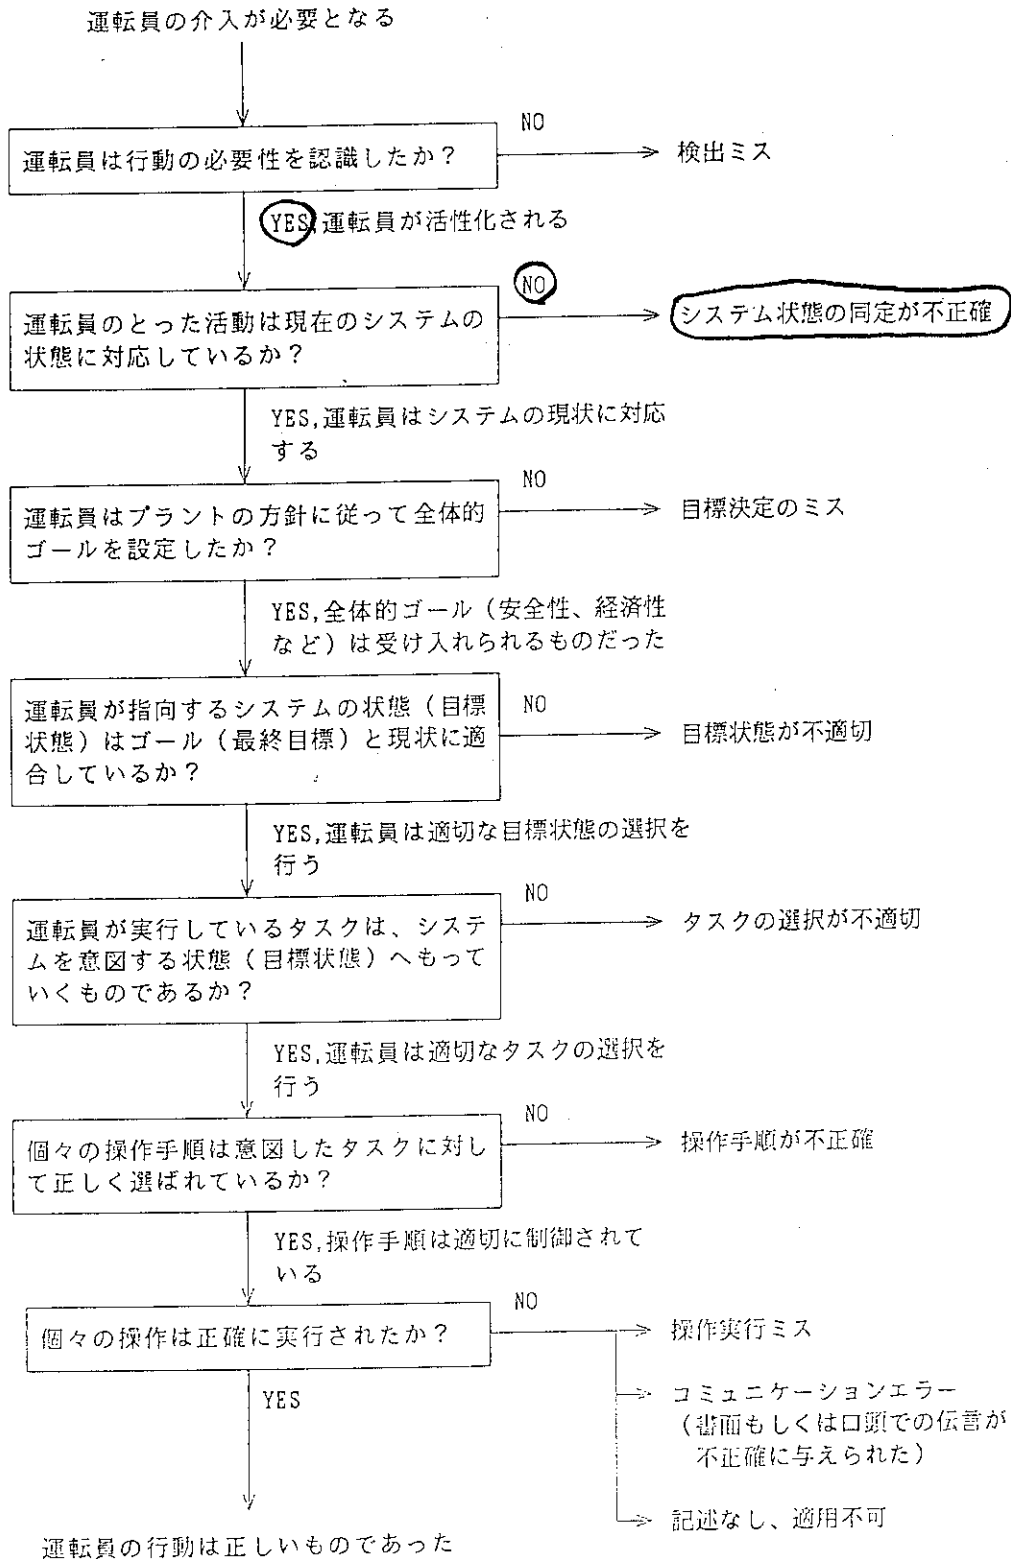 運転員の介入が必要となる
NO
運転員は行動の必要性を認識したか？
検出ミス
YES,運転員が活性化される
NO
運転員のとった活動は現在のシステムの
状態に対応しているか？
システム状態の同定が不正確
YES,運転員はシステムの現状に対応
する
NO
運転員はプラントの方針に従って全体的
ゴールを設定したか？
目標決定のミス
YES,全体的ゴール（安全性、経済性
など）は受け入れられるものだった
NO
運転員が指向するシステムの状態（目標
状態）はゴール（最終目標）と現状に適
合しているか？
目標状態が不適切
YES,運転員は適切な目標状態の選択を
行う
NO
運転員が実行しているタスクは、システ
ムを意図する状態（目標状態）へもって
いくものであるか？
タスクの選択が不適切
YES,運転員は適切なタスクの選択を
行う
NO
個々の操作手順は意図したタスクに対し
て正しく選ばれているか？
操作手順が不正確
YES,操作手順は適切に制御されて
いる
NO
個々の操作は正確に実行されたか？
操作実行ミス
YES
コミュニケーションエラー
（書面もしくは口頭での伝言が
不正確に与えられた）
記述なし、適用不可
運転員の行動は正しいものであった